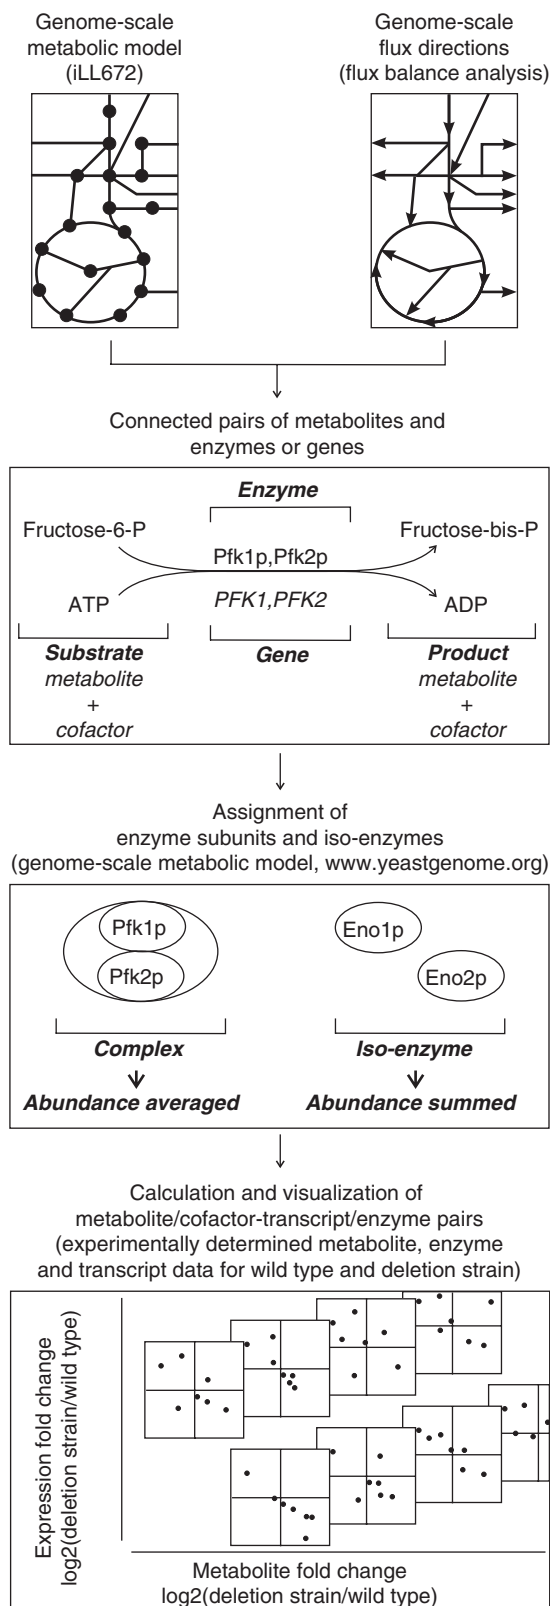 Genome-scale
metabolic model
(iLL672)
Genome-scale
flux directions
(flux balance analysis)
Connected pairs of metabolites and
enzymes or genes
Enzyme
Fructose-6-P
Fructose-bis-P
Pfk1p,Pfk2p
ATP
PFK1,PFK2
ADP
Substrate
metabolite
+
cofactor
Gene
Product
metabolite
+
cofactor
Assignment of
enzyme subunits and iso-enzymes
(genome-scale metabolic model, www.yeastgenome.org)
Pfk1p
Pfk2p
Eno1p
Eno2p
Complex
Iso-enzyme
Abundance averaged
Abundance summed
Calculation and visualization of
metabolite/cofactor-transcript/enzyme pairs
(experimentally determined metabolite, enzyme
and transcript data for wild type and deletion strain)
Expression fold change
log2(deletion strain/wild type)
Metabolite fold change
log2(deletion strain/wild type)